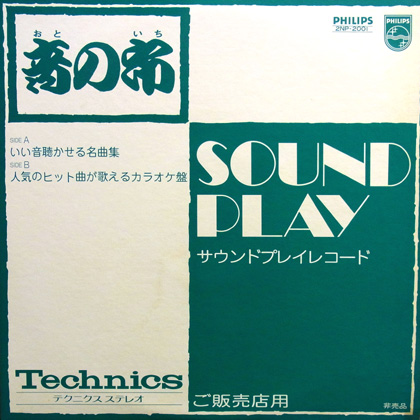 おと いち
音の市
PHILIPS
2NP-2001
PHILIPS
SIDE A
いい音聴かせる名曲集
SIDE B
人気のヒット曲が歌えるカラオケ盤
SOUND
PLAY
サウンドプレイレコード
Technics
テクニクス ステレオ
ご販売店用
非売品